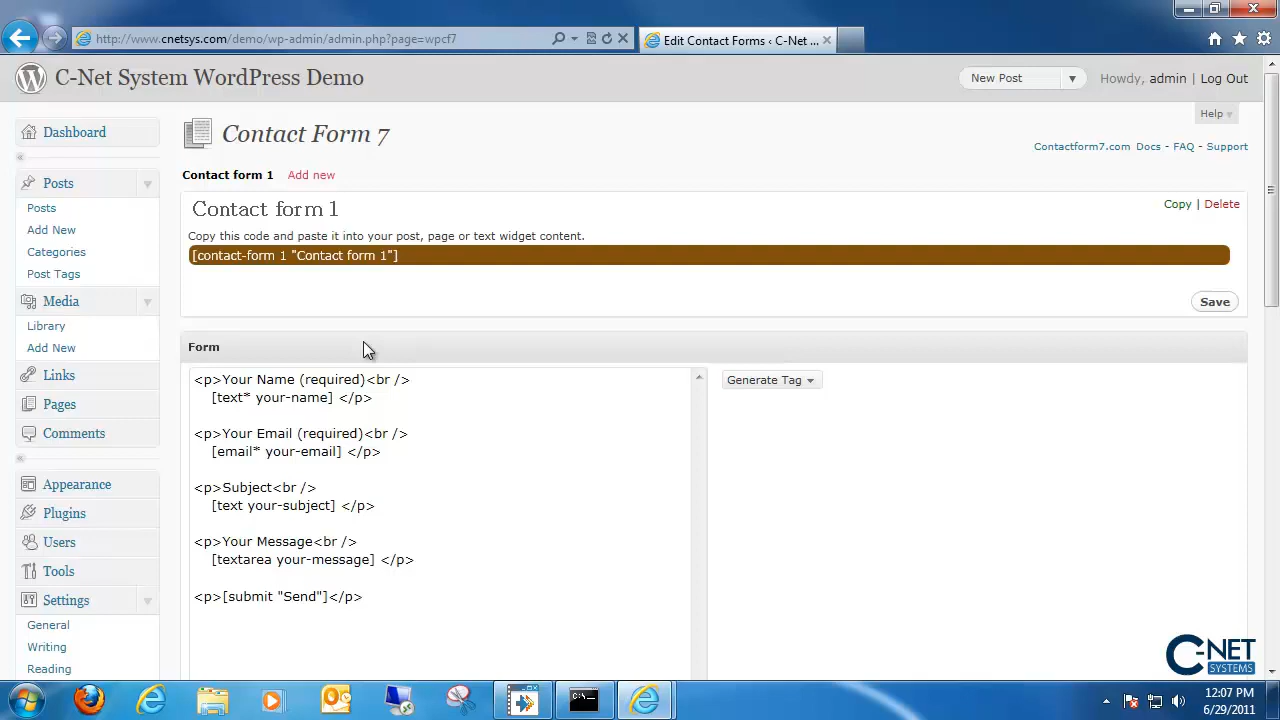 http://www.cnetsys.com/demo/wp-admin/admin.php?page=wpcf7
Edit Contact Forms ‹ C-Net ...
C-Net System WordPress Demo
New Post
Howdy, admin | Log Out
Help
Dashboard
Contact Form 7
Contactform7.com Docs - FAQ - Support
Contact form 1 Add new
Posts
Posts
Add New
Categories
Post Tags
Media
Library
Add New
Links
Pages
Comments
Appearance
Plugins
Users
Tools
Settings
General
Writing
Reading
Contact form 1
Copy | Delete
Copy this code and paste it into your post, page or text widget content.
[contact-form 1 "Contact form 1"]
Save
Form
<p>Your Name (required)<br />
[text* your-name] </p>
<p>Your Email (required)<br />
[email* your-email] </p>
<p>Subject<br />
[text your-subject] </p>
<p>Your Message<br />
[textarea your-message] </p>
<p>[submit "Send"]</p>
Generate Tag
C-NET
SYSTEMS
12:07 PM
6/29/2011